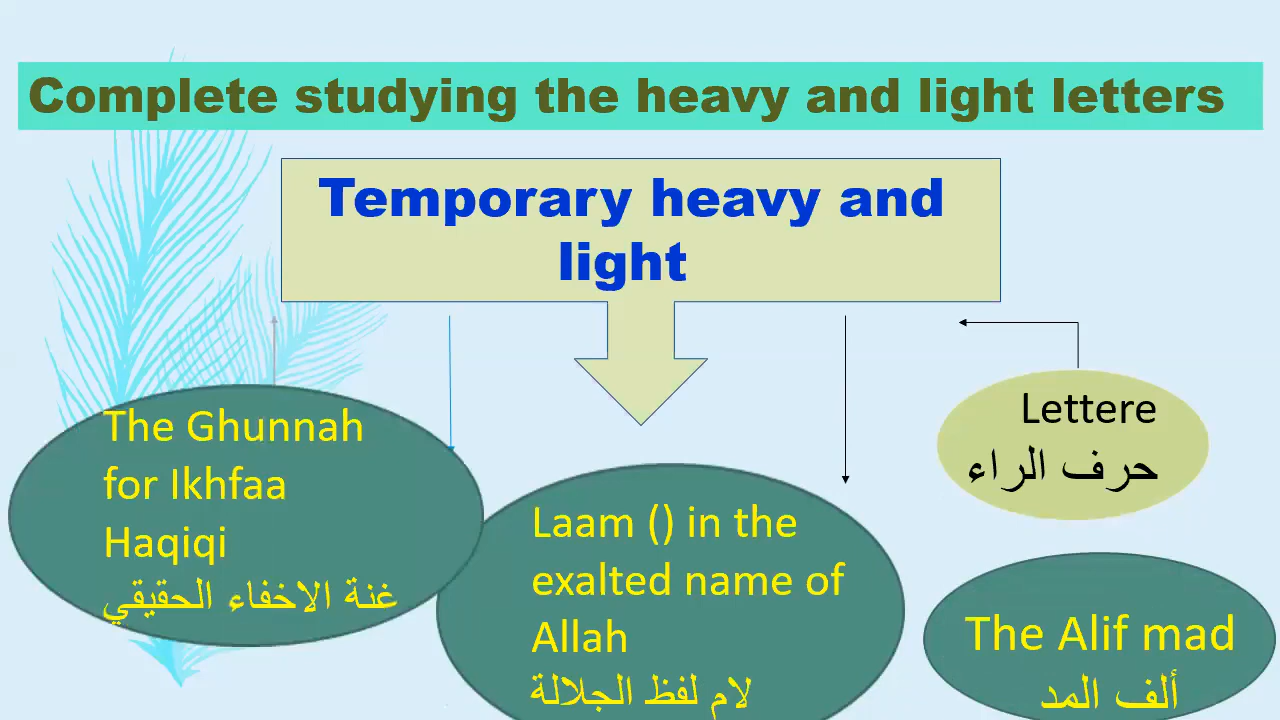 Complete studying the heavy and light letters
Temporary heavy and
light
The Ghunnah
for Ikhfaa
Haqiqi
غنة الاخفاء الحقيقي
Laam () in the
exalted name of
Allah
لام لفظ الجلالة
Lettere
حرف الراء
The Alif mad
ألف المد